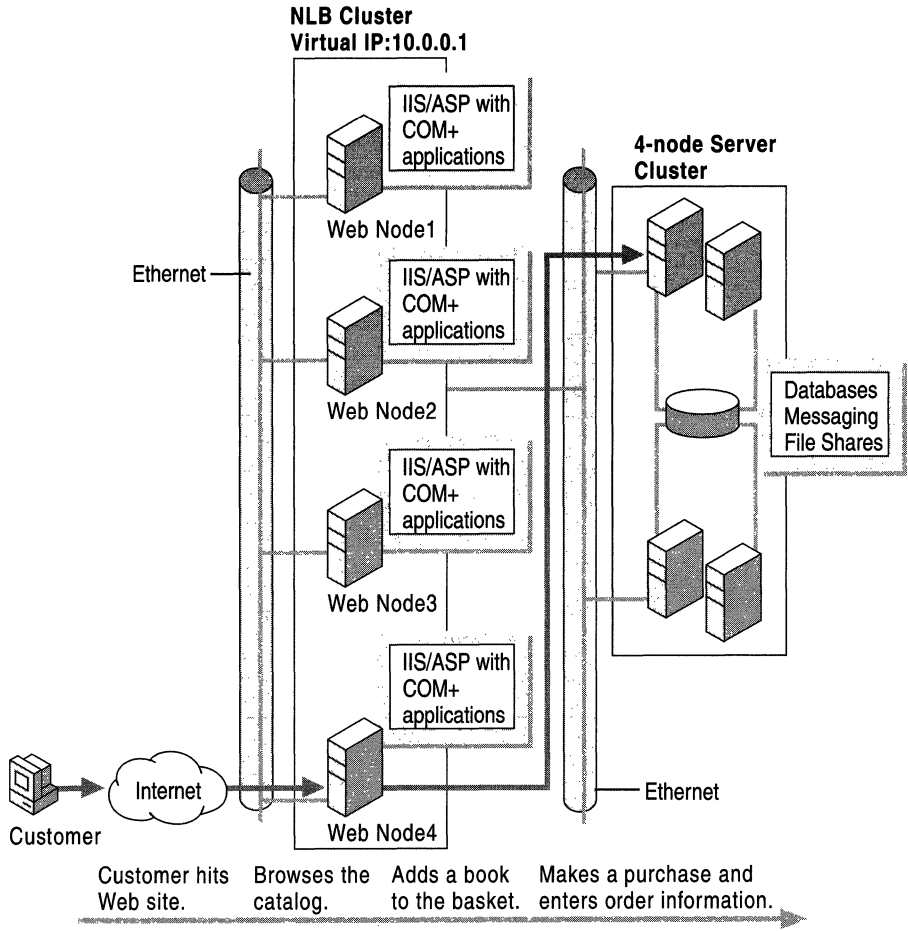 NLB Cluster
Virtual IP:10.0.0.1
IIS/ASP with
COM+
applications
4-node Server
Cluster
Web Node1
Ethernet
IIS/ASP with
COM+
applications
Web Node2
Databases
Messaging
File Shares
IIS/ASP with
COM+
applications
Web Node3
IIS/ASP with
COM+
applications
Internet
Ethernet
Customer
Web Node4
Customer hits
Web site.
Browses the
catalog.
Adds a book
to the basket.
Makes a purchase and
enters order information.